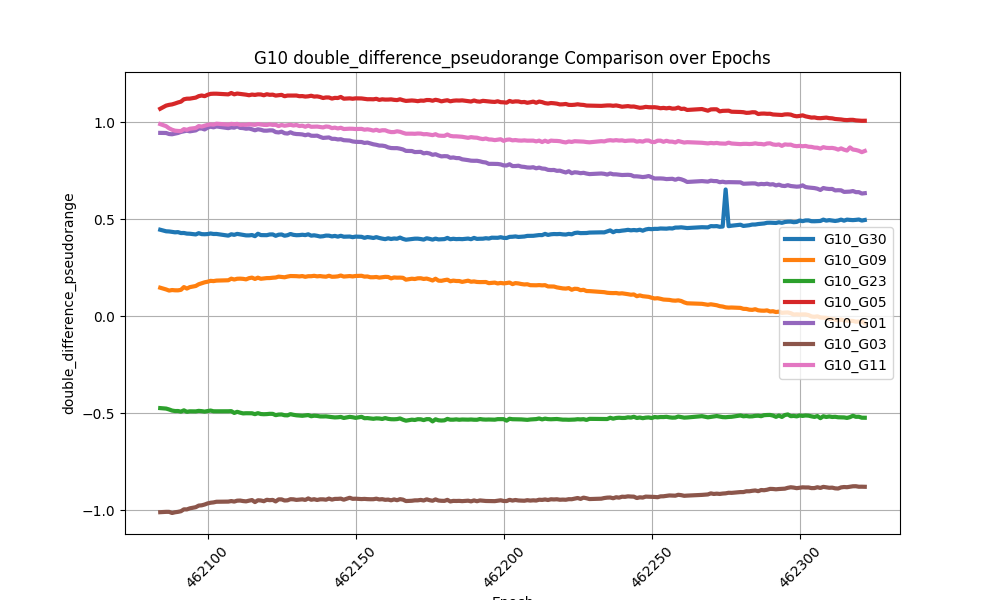 G10 double_difference_pseudorange Comparison over Epochs
double_difference_pseudorange
1.0
0.5
0.0
−0.5
−1.0
G10_G30
G10_G09
G10_G23
G10_G05
G10_G01
G10_G03
G10_G11
462100
462150
462200
462250
462300
Epoch